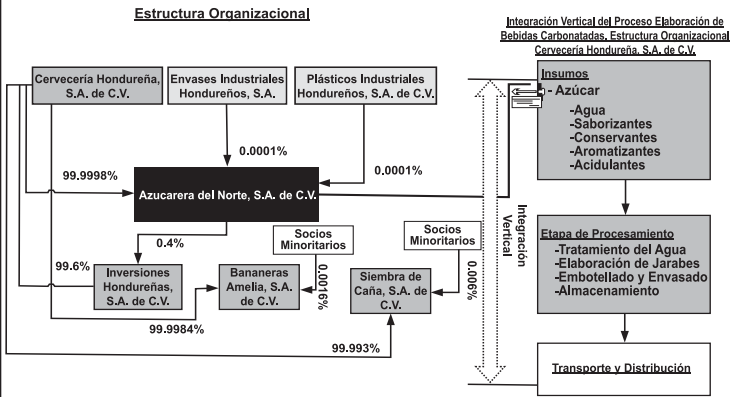 Estructura Organizacional
Integración Vertical del Proceso Elaboración de
Bebidas Carbonatadas, Estructura Organizacional
Cervecería Hondureña, S.A. de C.V.
Cervecería Hondureña,
S.A. de C.V.
Envases Industriales
Hondureños, S.A.
Plásticos Industriales
Hondureños, S.A. de C.V.
0.0001%
0.0001%
99.9998%
Azucarera del Norte, S.A. de C.V.
0.4%
99.6%
Inversiones
Hondureñas,
S.A. de C.V.
Bananeras
Amelia, S.A.
de C.V.
Socios
Minoritarios
0.0016%
99.9984%
Siembra de
Caña, S.A. de
C.V.
Socios
Minoritarios
0.006%
99.993%
Integración
Vertical
Insumos
- Azúcar
-Agua
-Saborizantes
-Conservantes
-Aromatizantes
-Acidulantes
Etapa de Procesamiento
-Tratamiento del Agua
-Elaboración de Jarabes
-Embotellado y Envasado
-Almacenamiento
Transporte y Distribución